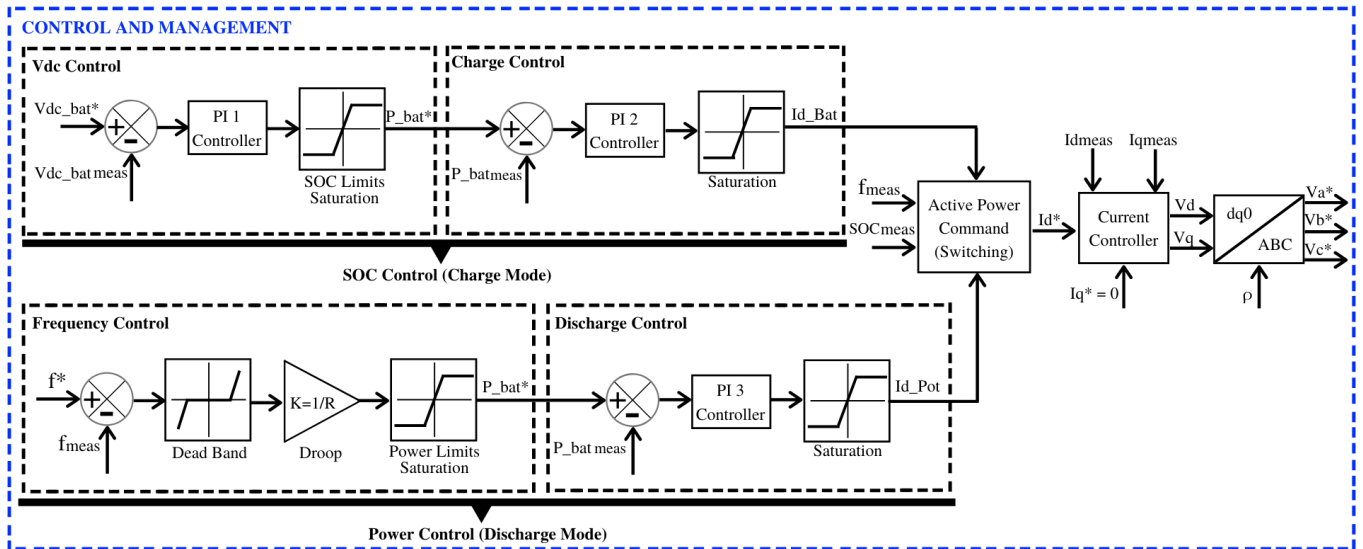 CONTROL AND MANAGEMENT
Vdc Control
Vdc_bat*
+
-
Vdc_bat meas
PI 1
Controller
SOC Limits
Saturation
P_bat*
Charge Control
+
-
P_bat meas
PI 2
Controller
Saturation
Id_Bat
SOC Control (Charge Mode)
fmeas
SOCmeas
Active Power
Command
(Switching)
Id*
Idmeas
Iqmeas
Current
Controller
Iq* = 0
Vd
Vq
dq0
ABC
ρ
Va*
Vb*
Vc*
Frequency Control
f*
+
-
fmeas
Dead Band
K=1/R
Droop
Power Limits
Saturation
P_bat*
Discharge Control
+
-
P_bat meas
PI 3
Controller
Saturation
Id_Pot
Power Control (Discharge Mode)